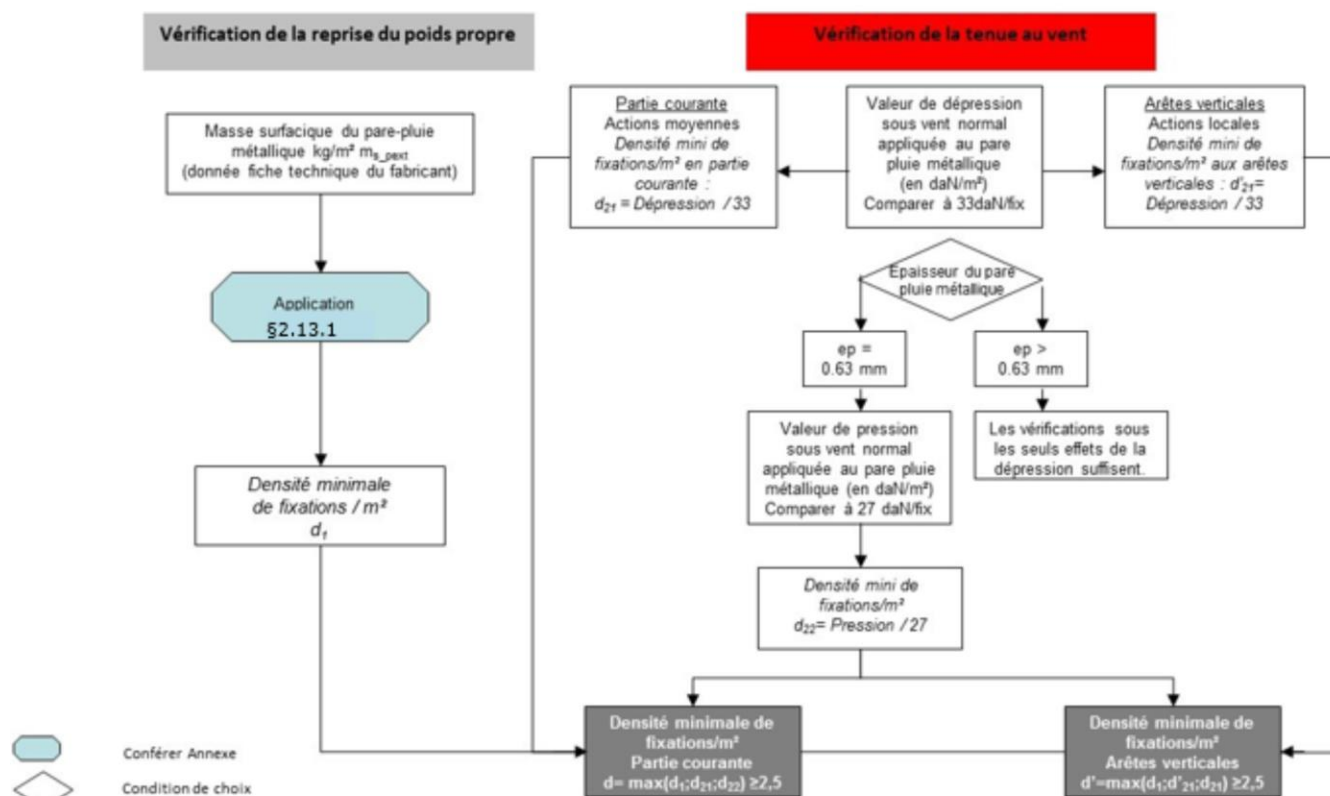 Vérification de la reprise du poids propre
Vérification de la tenue au vent
Masse surfacique du pare-pluie
métallique kg/m² ms_pext
(donnée fiche technique du fabricant)
Application
§2.13.1
Densité minimale
de fixations / m²
d1
Partie courante
Actions moyennes
Densité mini de
fixations/m² en partie
courante :
d21 = Dépression / 33
Valeur de dépression
sous vent normal
appliquée au pare
pluie métallique
(en daN/m²)
Comparer à 33daN/fix
Arêtes verticales
Actions locales
Densité mini de
fixations/m² aux arêtes
verticales : d'21=
Dépression / 33
Epaisseur du pare
pluie métallique
ep =
0.63 mm
ep >
0.63 mm
Valeur de pression
sous vent normal
appliquée au pare pluie
métallique (en daN/m²)
Comparer à 27 daN/fix
Les vérifications sous
les seuls effets de la
dépression suffisent.
Densité mini de
fixations/m²
d22= Pression / 27
Densité minimale de
fixations/m²
Partie courante
d= max(d1;d21;d22) ≥2,5
Densité minimale de
fixations/m²
Arêtes verticales
d'=max(d1;d'21;d21) ≥2,5
Conférer Annexe
Condition de choix